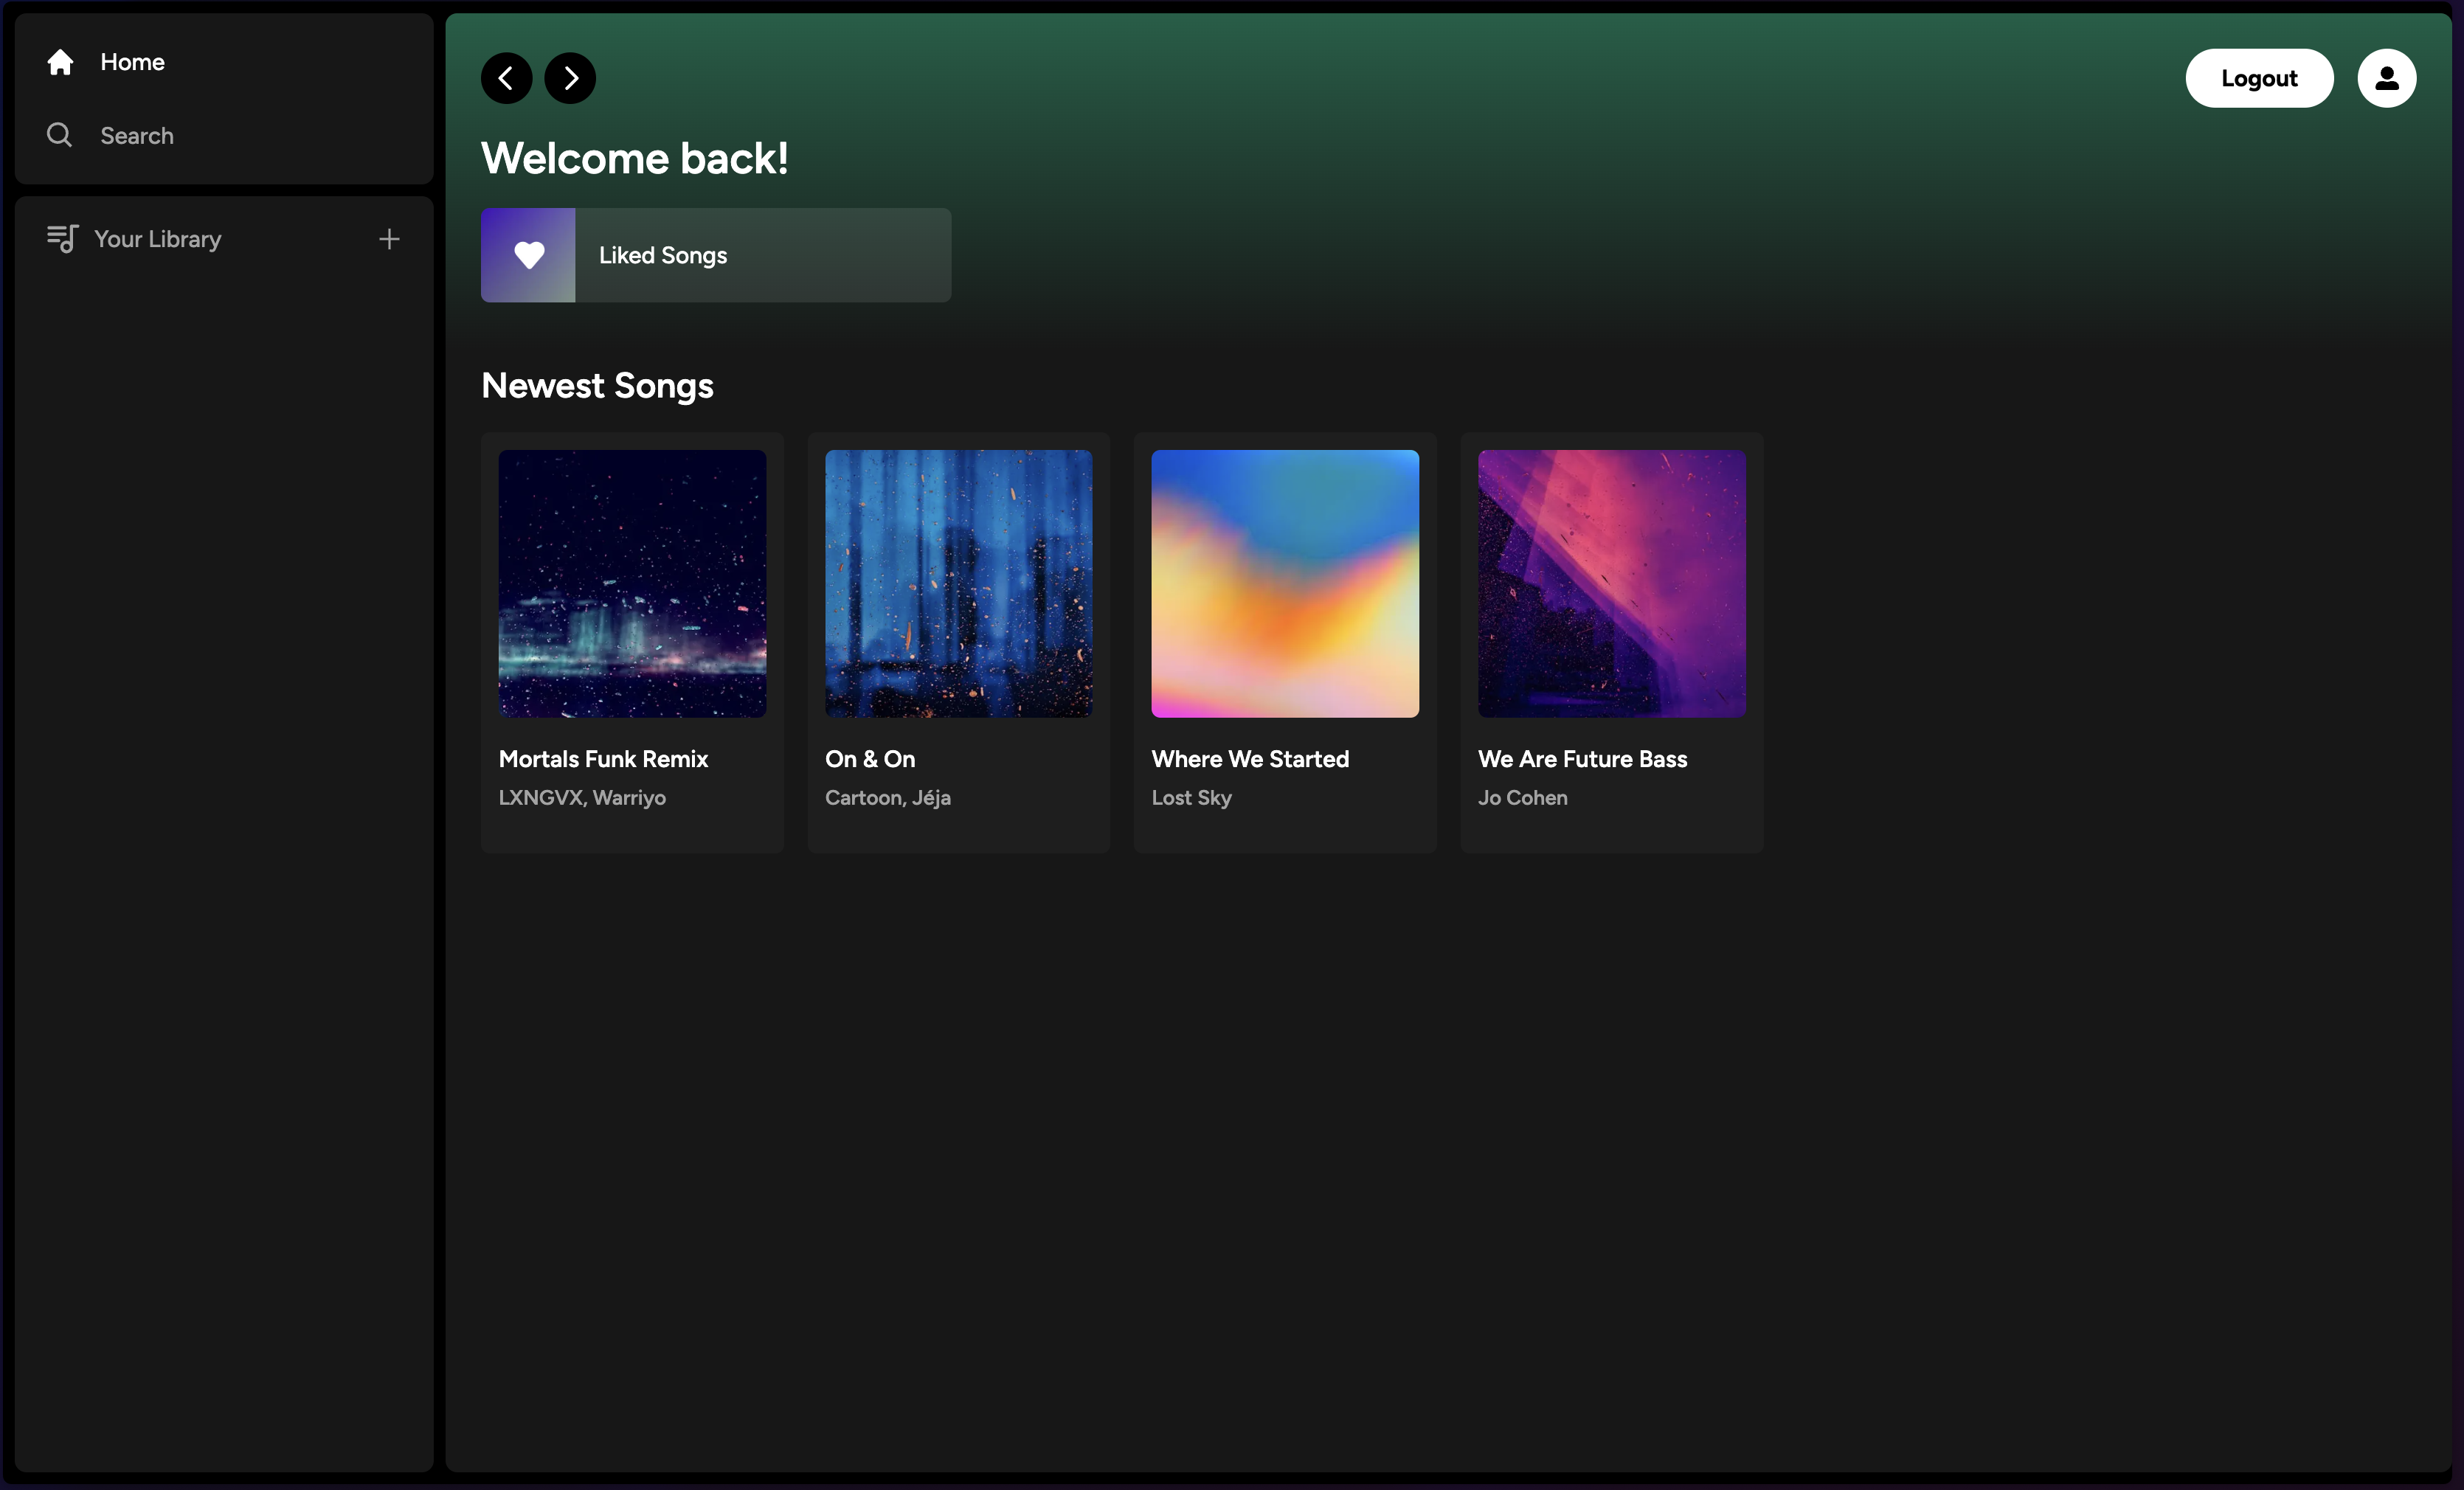 Home
Search
Your Library
Logout
Welcome back!
Liked Songs
Newest Songs
Mortals Funk Remix
LXNGVX, Warriyo
On & On
Cartoon, Jéja
Where We Started
Lost Sky
We Are Future Bass
Jo Cohen